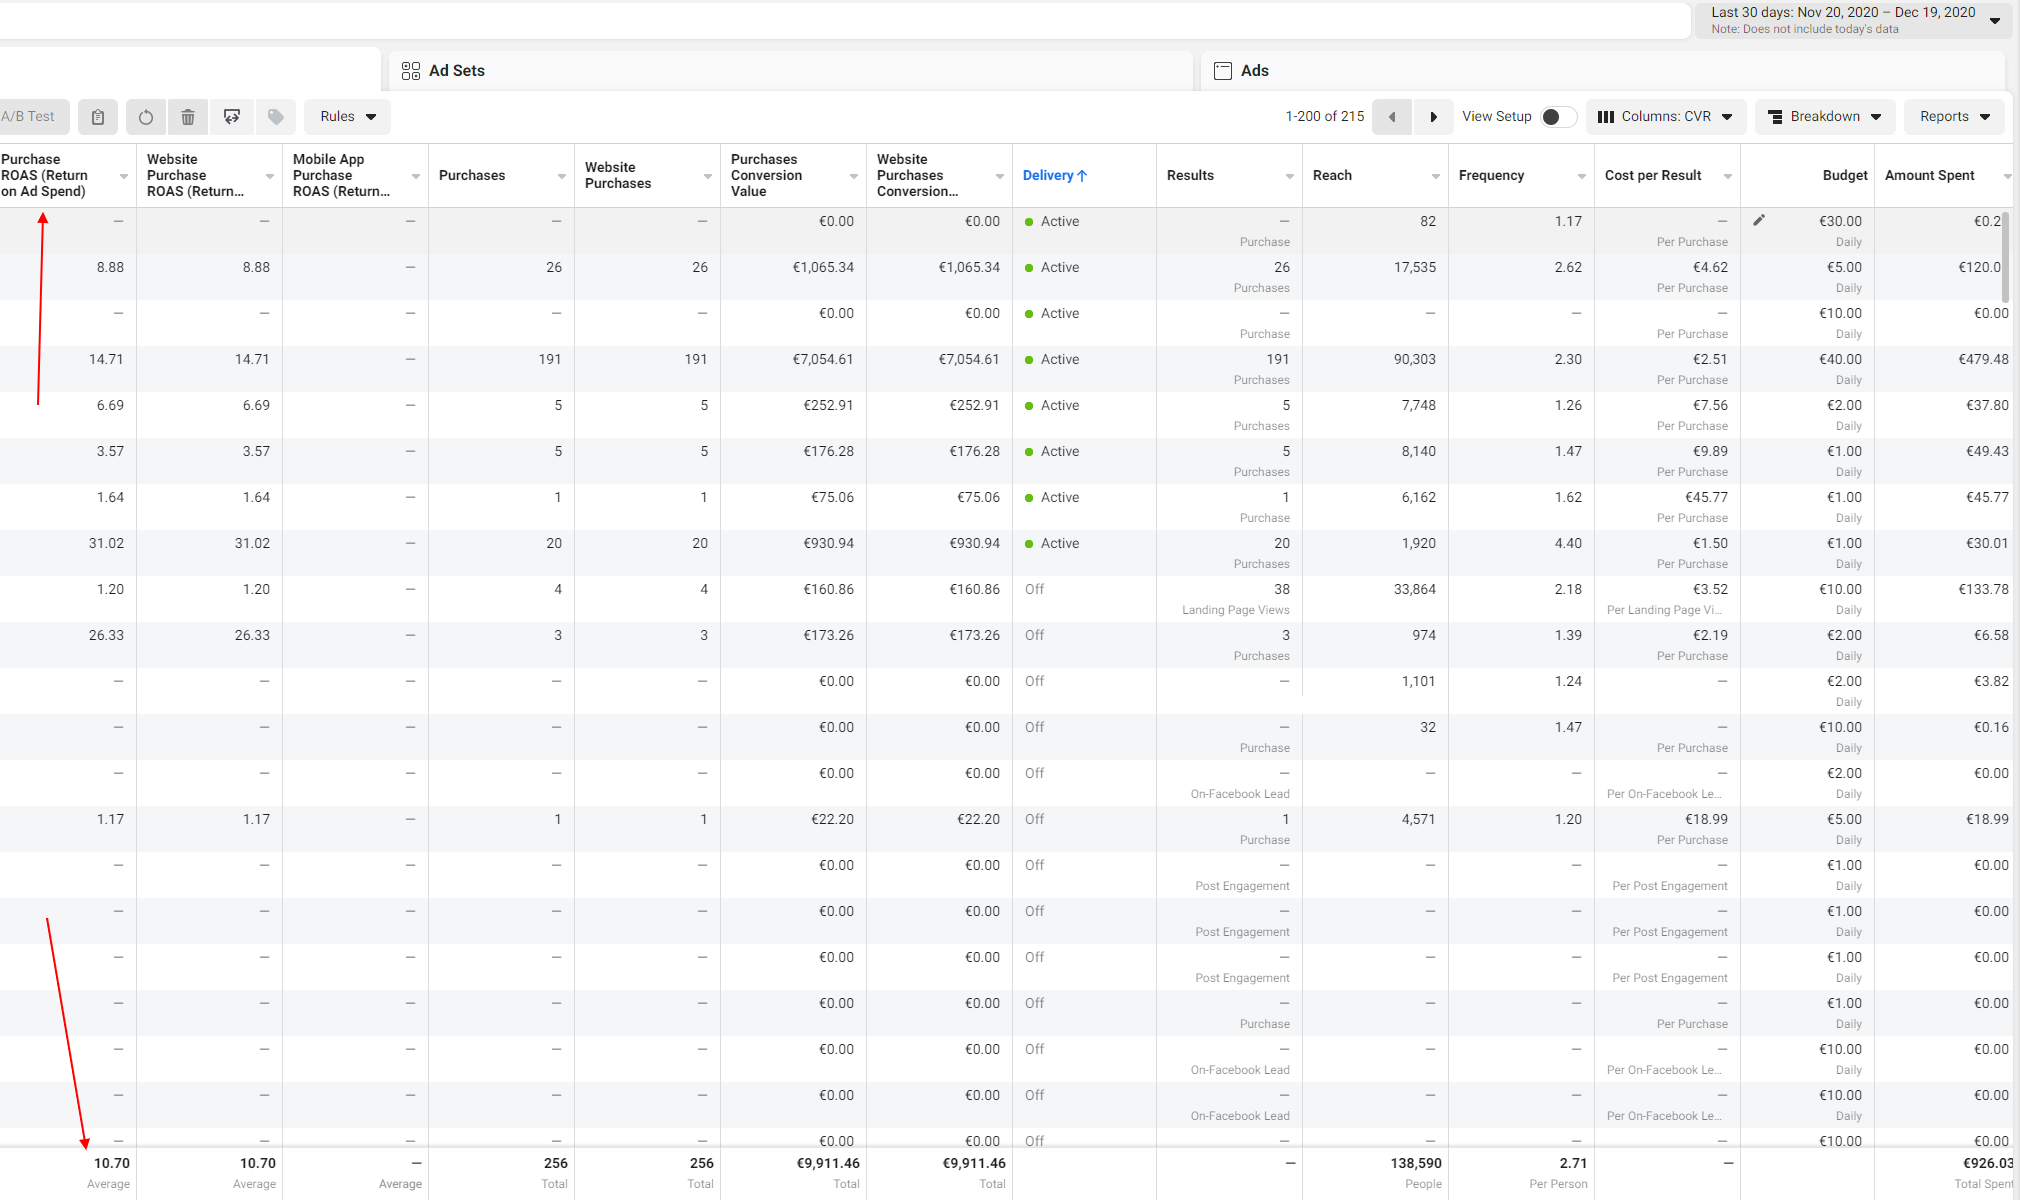 Last 30 days: Nov 20, 2020 – Dec 19, 2020
Note: Does not include today's data
Ad Sets
Ads
A/B Test
Rules
1-200 of 215
View Setup
Columns: CVR
Breakdown
Reports
Purchase ROAS (Return on Ad Spend)
Website Purchase ROAS (Return...
Mobile App Purchase ROAS (Return...
Purchases
Website Purchases
Purchases Conversion Value
Website Purchases Conversion...
Delivery↑
Results
Reach
Frequency
Cost per Result
Budget
Amount Spent
— — — — — €0.00 €0.00 Active — 82 1.17 — €30.00 €0.2
Purchase Per Purchase Daily
8.88 8.88 — 26 26 €1,065.34 €1,065.34 Active 26 17,535 2.62 €4.62 €5.00 €120.0
Purchases Per Purchase Daily
— — — — — €0.00 €0.00 Active — — — — €10.00 €0.00
Purchase Per Purchase Daily
14.71 14.71 — 191 191 €7,054.61 €7,054.61 Active 191 90,303 2.30 €2.51 €40.00 €479.48
Purchases Per Purchase Daily
6.69 6.69 — 5 5 €252.91 €252.91 Active 5 7,748 1.26 €7.56 €2.00 €37.80
Purchases Per Purchase Daily
3.57 3.57 — 5 5 €176.28 €176.28 Active 5 8,140 1.47 €9.89 €1.00 €49.43
Purchases Per Purchase Daily
1.64 1.64 — 1 1 €75.06 €75.06 Active 1 6,162 1.62 €45.77 €1.00 €45.77
Purchase Per Purchase Daily
31.02 31.02 — 20 20 €930.94 €930.94 Active 20 1,920 4.40 €1.50 €1.00 €30.01
Purchases Per Purchase Daily
1.20 1.20 — 4 4 €160.86 €160.86 Off 38 33,864 2.18 €3.52 €10.00 €133.78
Landing Page Views Per Landing Page Vi... Daily
26.33 26.33 — 3 3 €173.26 €173.26 Off 3 974 1.39 €2.19 €2.00 €6.58
Purchases Per Purchase Daily
— — — — — €0.00 €0.00 Off — 1,101 1.24 — €2.00 €3.82
Daily
— — — — — €0.00 €0.00 Off — 32 1.47 — €10.00 €0.16
Purchase Per Purchase Daily
— — — — — €0.00 €0.00 Off — — — — €2.00 €0.00
On-Facebook Lead Per On-Facebook Le... Daily
1.17 1.17 — 1 1 €22.20 €22.20 Off 1 4,571 1.20 €18.99 €5.00 €18.99
Purchase Per Purchase Daily
— — — — — €0.00 €0.00 Off — — — — €1.00 €0.00
Post Engagement Per Post Engagement Daily
— — — — — €0.00 €0.00 Off — — — — €1.00 €0.00
Post Engagement Per Post Engagement Daily
— — — — — €0.00 €0.00 Off — — — — €1.00 €0.00
Post Engagement Per Post Engagement Daily
— — — — — €0.00 €0.00 Off — — — — €1.00 €0.00
Purchase Per Purchase Daily
— — — — — €0.00 €0.00 Off — — — — €10.00 €0.00
On-Facebook Lead Per On-Facebook Le... Daily
— — — — — €0.00 €0.00 Off — — — — €10.00 €0.00
On-Facebook Lead Per On-Facebook Le... Daily
— — — — — €0.00 €0.00 Off — — — — €10.00 €0.00
10.70 10.70 — 256 256 €9,911.46 €9,911.46 — 138,590 2.71 — €926.03
Average Average Average Total Total Total Total People Per Person Total Spent